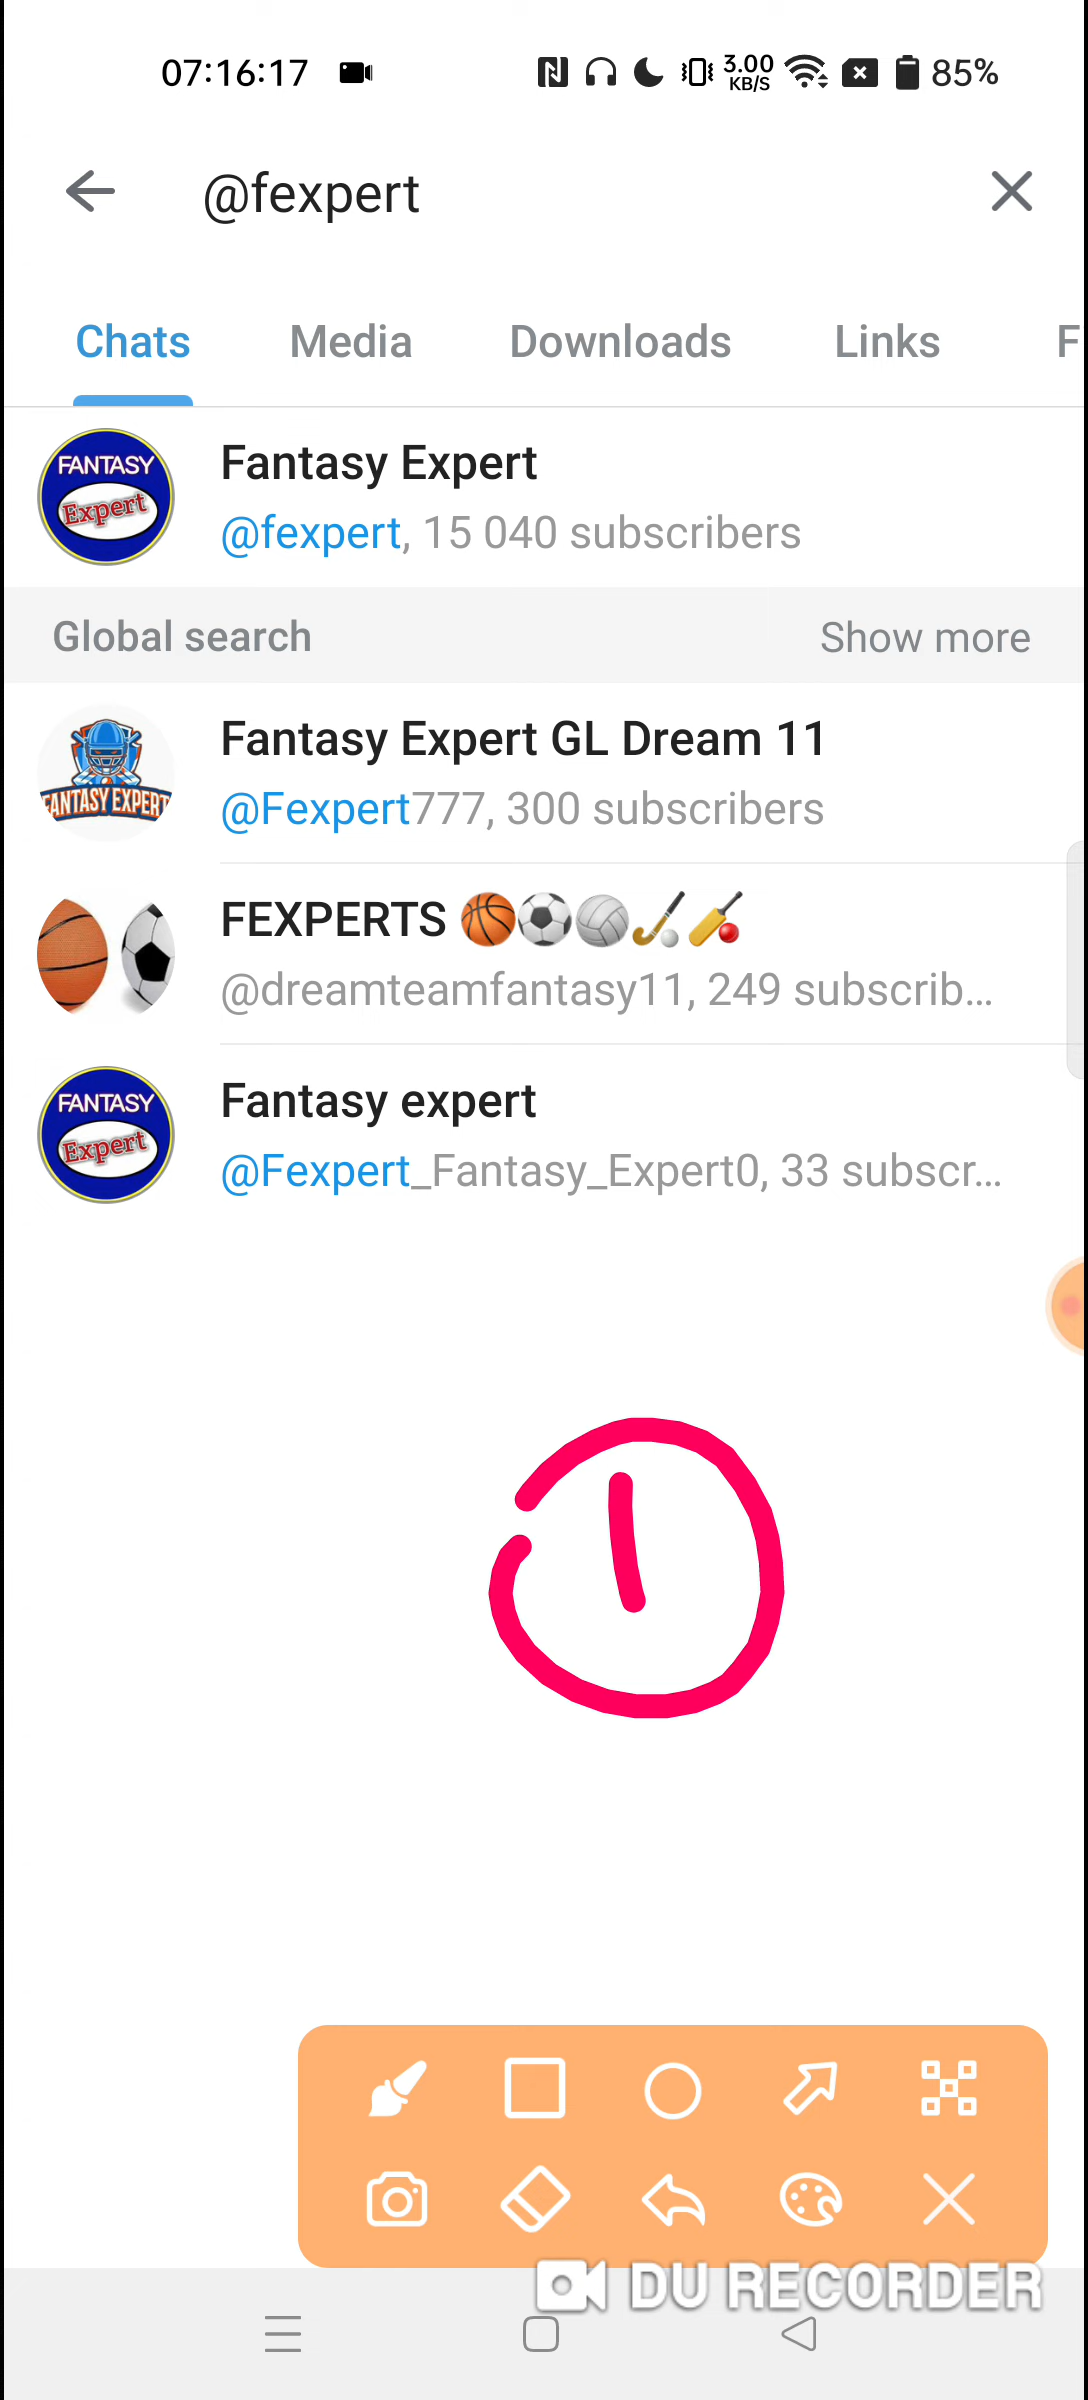 07:16:17 3.00 KB/S 85%
@fexpert
Chats Media Downloads Links F
FANTASY Expert
Fantasy Expert
@fexpert, 15 040 subscribers
Global search Show more
FANTASY EXPERT
Fantasy Expert GL Dream 11
@Fexpert777, 300 subscribers
FEXPERTS 🏀⚽🏐🏑🏏
@dreamteamfantasy11, 249 subscrib...
FANTASY Expert
Fantasy expert
@Fexpert_Fantasy_Expert0, 33 subscr...
1
DU RECORDER